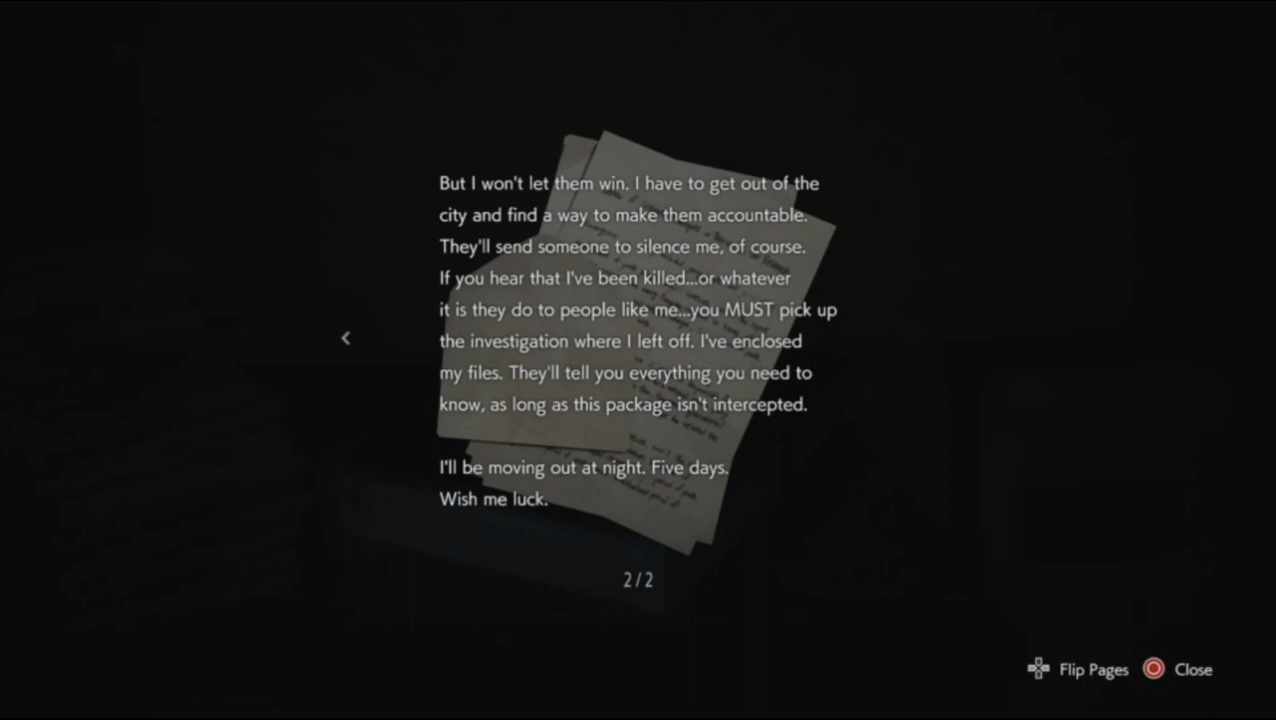 But I won't let them win. I have to get out of the
city and find a way to make them accountable.
They'll send someone to silence me, of course.
If you hear that I've been killed...or whatever
it is they do to people like me...you MUST pick up
the investigation where I left off. I've enclosed
my files. They'll tell you everything you need to
know, as long as this package isn't intercepted.
I'll be moving out at night. Five days.
Wish me luck.
2/2
Flip Pages Close